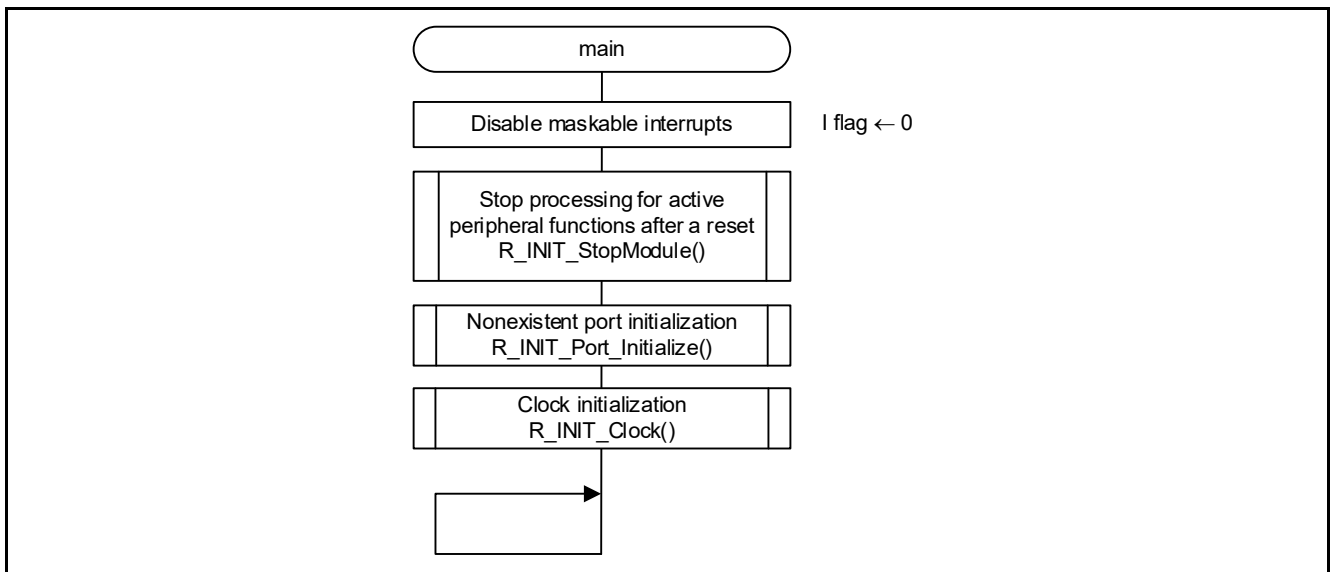 main
Disable maskable interrupts
I flag ← 0
Stop processing for active
peripheral functions after a reset
R_INIT_StopModule()
Nonexistent port initialization
R_INIT_Port_Initialize()
Clock initialization
R_INIT_Clock()